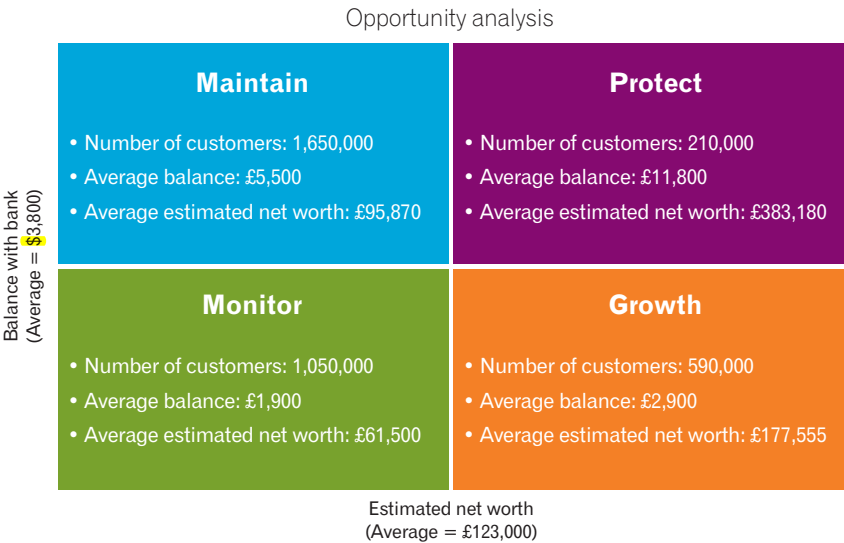 Opportunity analysis
Balance with bank
(Average = $3,800)
Maintain
• Number of customers: 1,650,000
• Average balance: £5,500
• Average estimated net worth: £95,870
Protect
• Number of customers: 210,000
• Average balance: £11,800
• Average estimated net worth: £383,180
Monitor
• Number of customers: 1,050,000
• Average balance: £1,900
• Average estimated net worth: £61,500
Growth
• Number of customers: 590,000
• Average balance: £2,900
• Average estimated net worth: £177,555
Estimated net worth
(Average = £123,000)